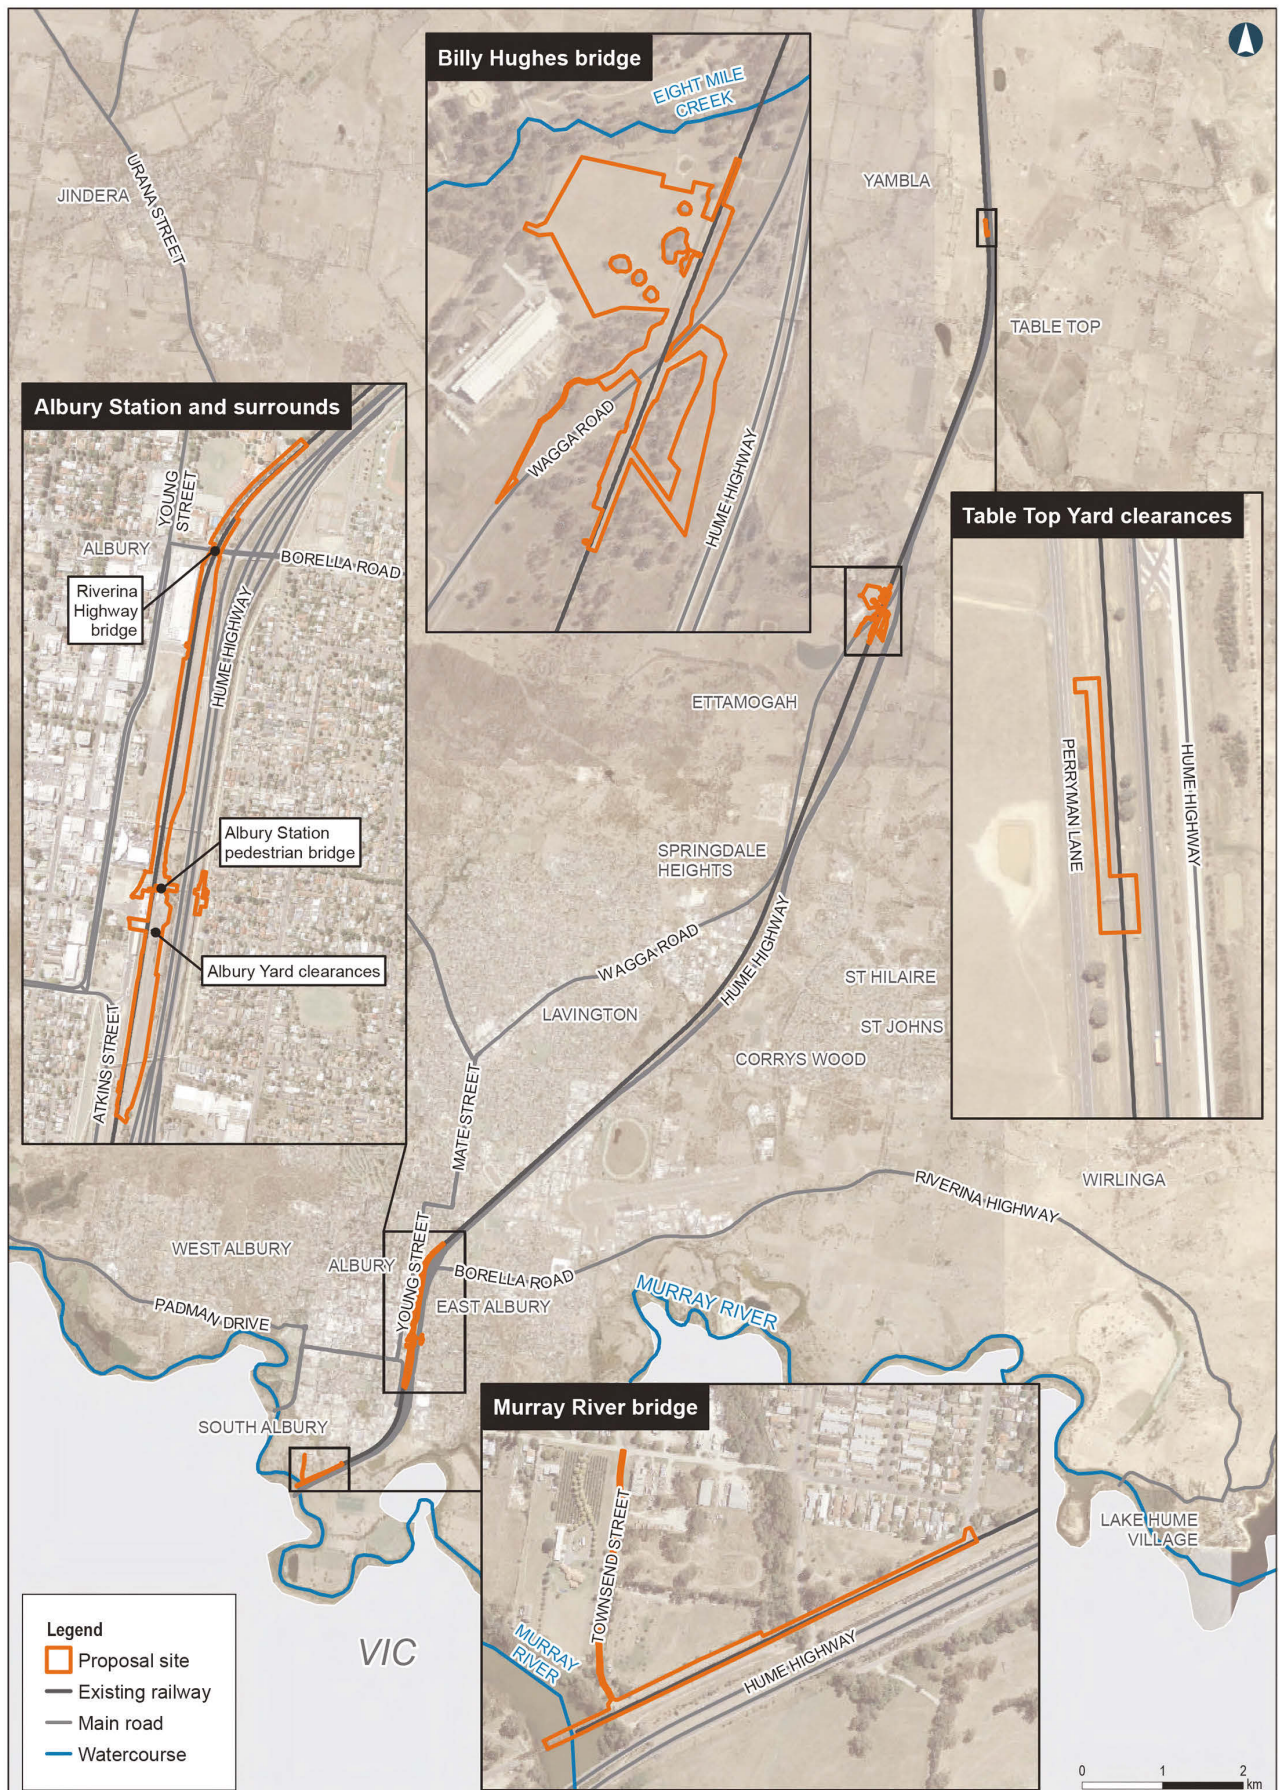 Billy Hughes bridge
EIGHT MILE
CREEK
WAGGA ROAD
HUME HIGHWAY
JINDERA
URANA STREET
YAMBLA
TABLE TOP
Albury Station and surrounds
YOUNG
STREET
ALBURY
BORELLA ROAD
Riverina
Highway
bridge
HUME HIGHWAY
Albury Station
pedestrian bridge
Albury Yard clearances
ATKINS STREET
Table Top Yard clearances
PERRYMAN LANE
HUME HIGHWAY
ETTAMOGAH
SPRINGDALE
HEIGHTS
WAGGA ROAD
HUME HIGHWAY
LAVINGTON
ST HILAIRE
ST JOHNS
CORRYS WOOD
MATE STREET
WIRLINGA
RIVERINA HIGHWAY
WEST ALBURY
ALBURY
YOUNG STREET
BORELLA ROAD
EAST ALBURY
MURRAY RIVER
PADMAN DRIVE
SOUTH ALBURY
Murray River bridge
TOWNSEND STREET
MURRAY
RIVER
HUME HIGHWAY
LAKE HUME
VILLAGE
VIC
Legend
Proposal site
Existing railway
Main road
Watercourse
0 1 2
km